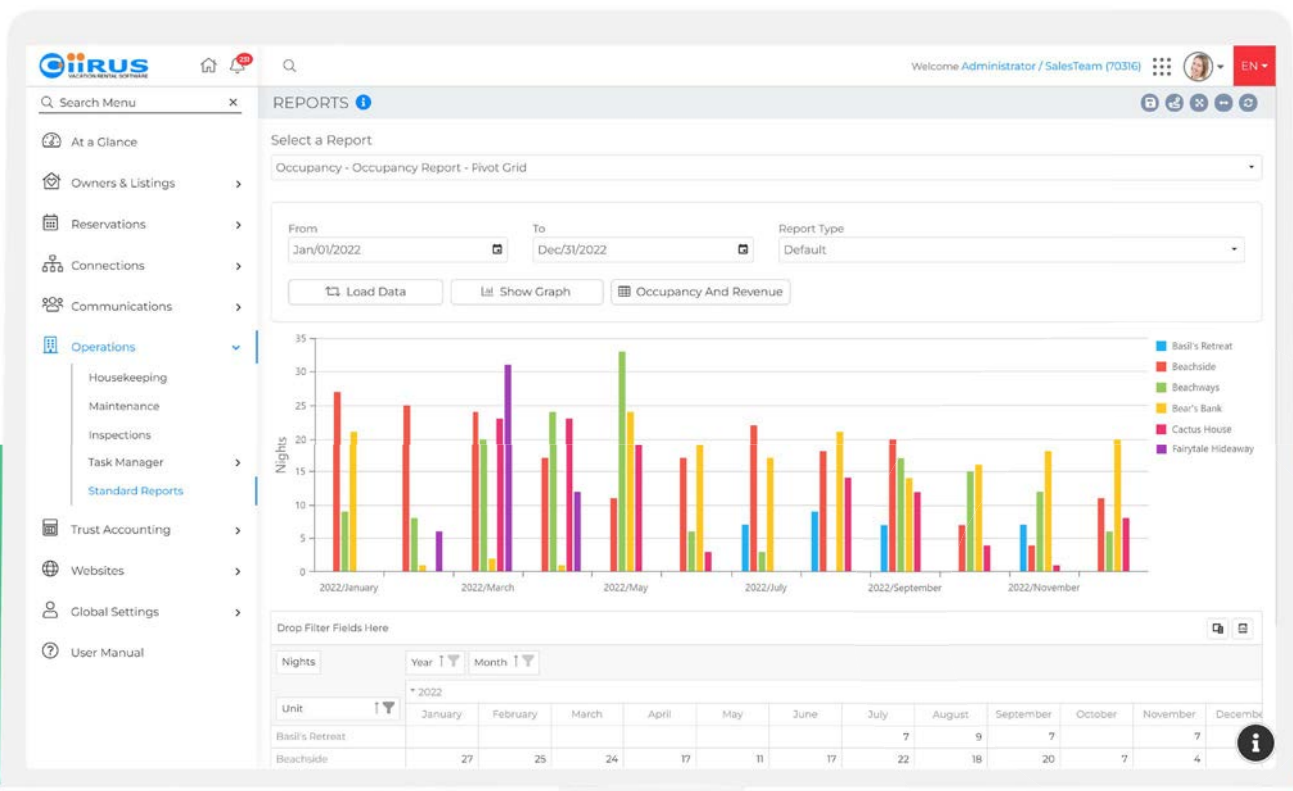 CiiRUS
VACATION RENTAL SOFTWARE
231
Welcome Administrator / SalesTeam (70316)
EN
Search Menu
×
REPORTS
At a Glance
Owners & Listings
Reservations
Connections
Communications
Operations
Housekeeping
Maintenance
Inspections
Task Manager
Standard Reports
Trust Accounting
Websites
Global Settings
User Manual
Select a Report
Occupancy - Occupancy Report - Pivot Grid
From
To
Report Type
Jan/01/2022
Dec/31/2022
Default
Load Data
Show Graph
Occupancy And Revenue
Nights
35
30
25
20
15
10
5
0
2022/January
2022/March
2022/May
2022/July
2022/September
2022/November
Basil's Retreat
Beachside
Beachways
Bear's Bank
Cactus House
Fairytale Hideaway
Drop Filter Fields Here
Nights
Year
Month
2022
Unit
January February March April May June July August September October November Decembe
Basil's Retreat 7 9 7 7
Beachside 27 25 24 17 11 17 22 18 20 7 4